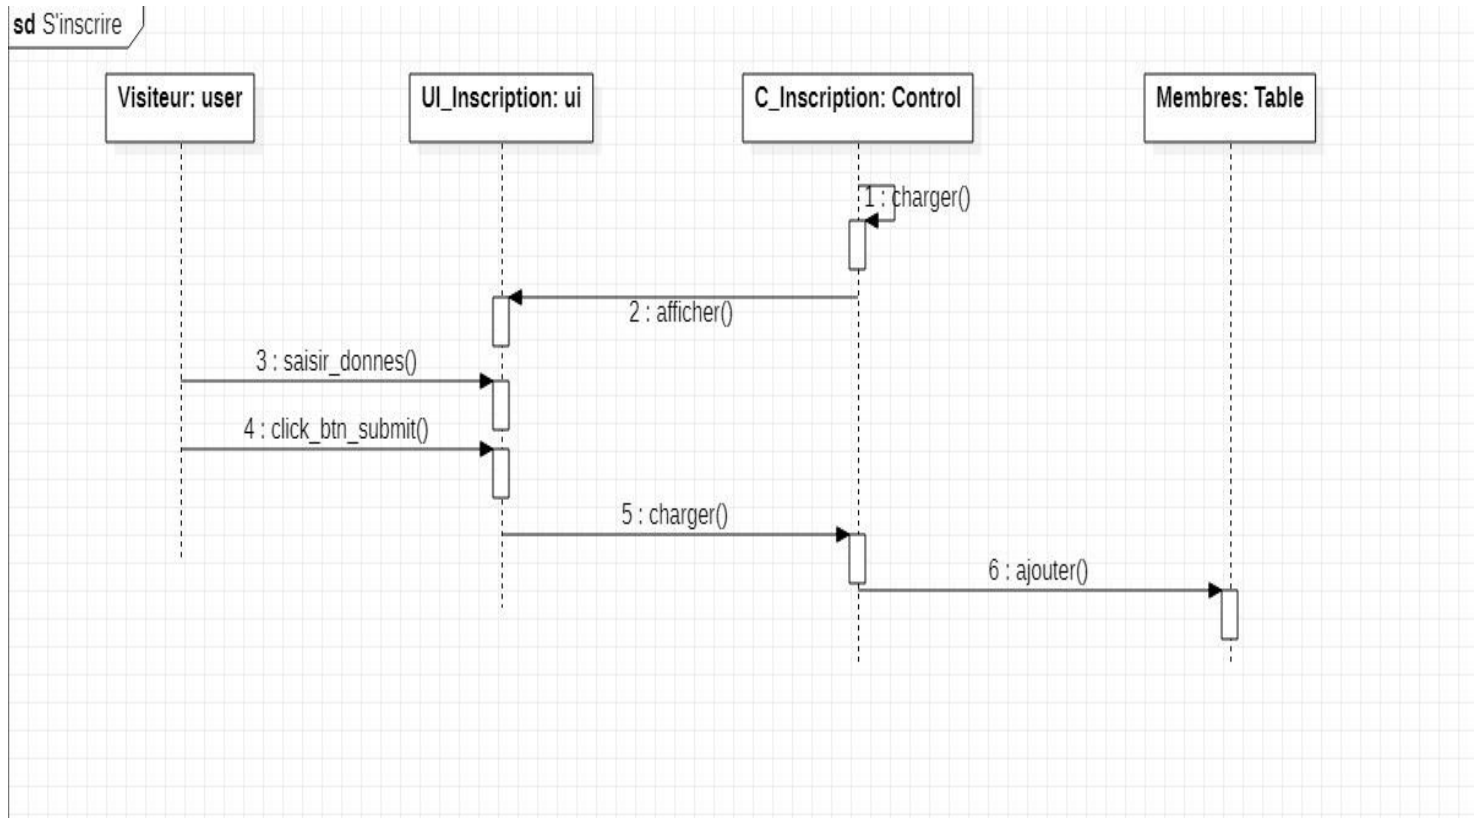 sd S'inscrire
Visiteur: user
UI_Inscription: ui
C_Inscription: Control
Membres: Table
1 : charger()
2 : afficher()
3 : saisir_donnes()
4 : click_btn_submit()
5 : charger()
6 : ajouter()